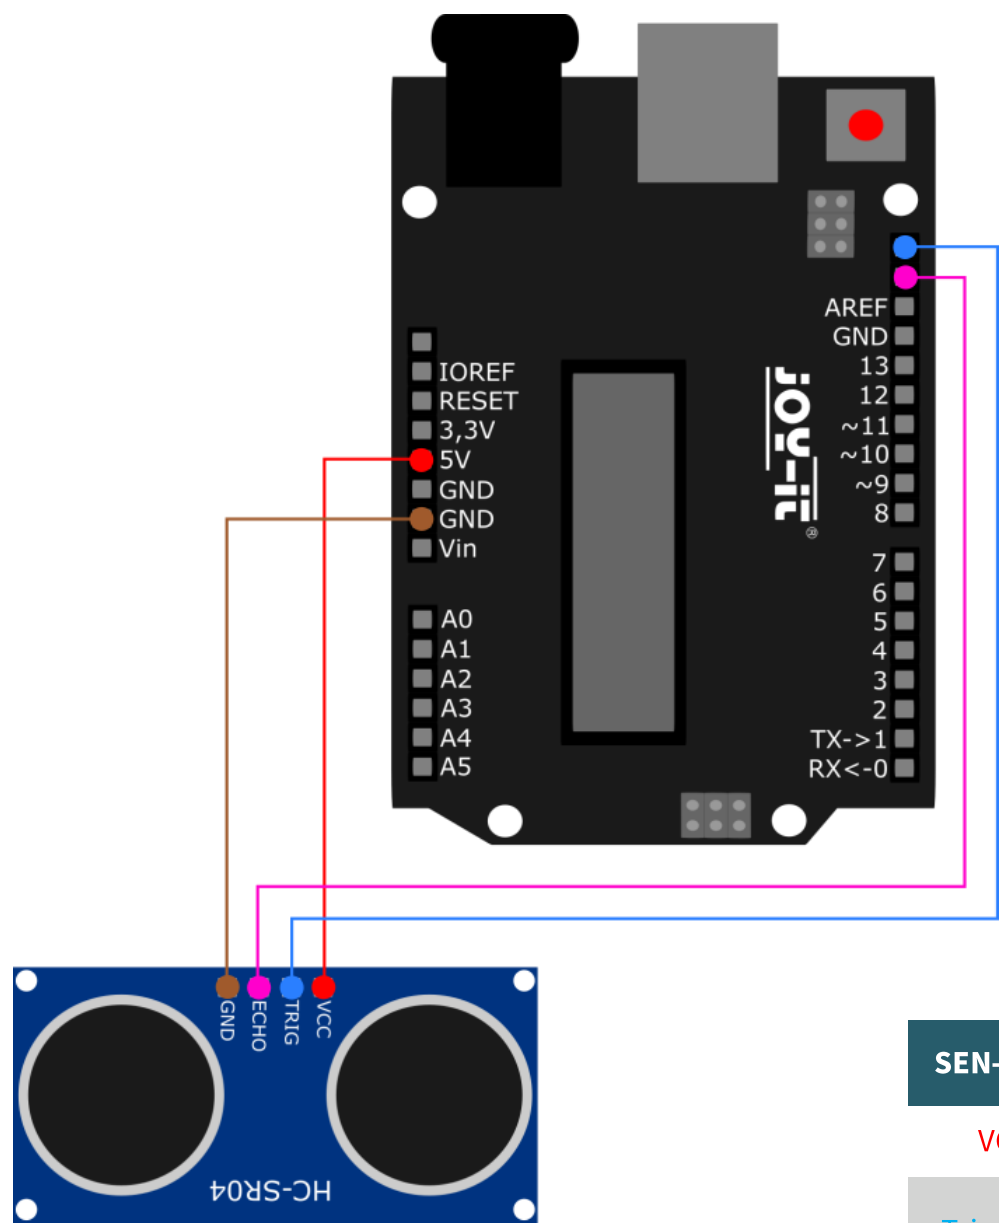 AREF
GND
13
12
~11
~10
~9
8
7
6
5
4
3
2
TX->1
RX<-0
IOREF
RESET
3,3V
5V
GND
GND
Vin
A0
A1
A2
A3
A4
A5
JOY-iT
®
GND
ECHO
TRIG
VCC
HC-SR04
SEN-